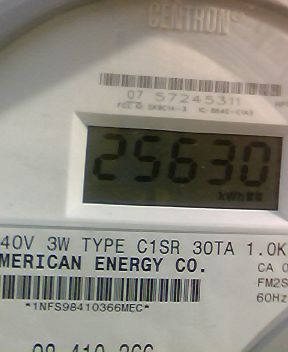 CENTRON
07 57245311
25630
kWh
40V 3W TYPE C1SR 30TA 1.0K
MERICAN ENERGY CO.
CA 0
FM2S
60Hz
*1NFS98410366MEC*